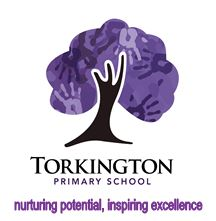 TORKINGTON
PRIMARY SCHOOL
nurturing potential, inspiring excellence